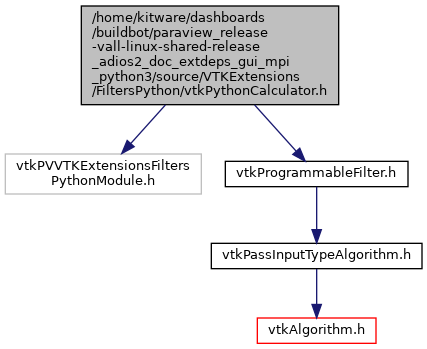 /home/kitware/dashboards
/buildbot/paraview_release
-vall-linux-shared-release
_adios2_doc_extdeps_gui_mpi
_python3/source/VTKExtensions
/FiltersPython/vtkPythonCalculator.h
vtkPVVTKExtensionsFilters
PythonModule.h
vtkProgrammableFilter.h
vtkPassInputTypeAlgorithm.h
vtkAlgorithm.h